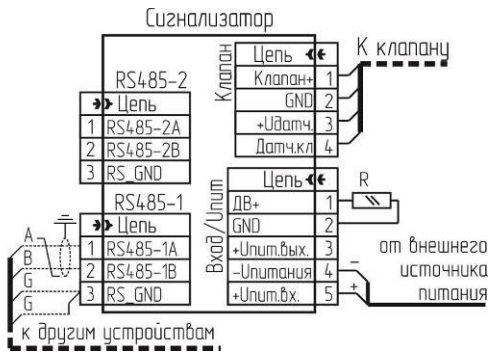 Сигнализатор
Клапан
Цепь
К клапану
Клапан+ 1
GND 2
+Uдатч. 3
Датч.кл 4
RS485-2
Цепь
1 RS485-2A
2 RS485-2B
3 RS_GND
RS485-1
Цепь
1 RS485-1A
2 RS485-1B
3 RS_GND
A
B
G
G
к другим устройствам
Вход/Uпит
Цепь
ДВ+ 1
GND 2
+Uпит.вых. 3
-Uпитания 4
+Uпит.вх. 5
R
–
+
от внешнего
источника
питания